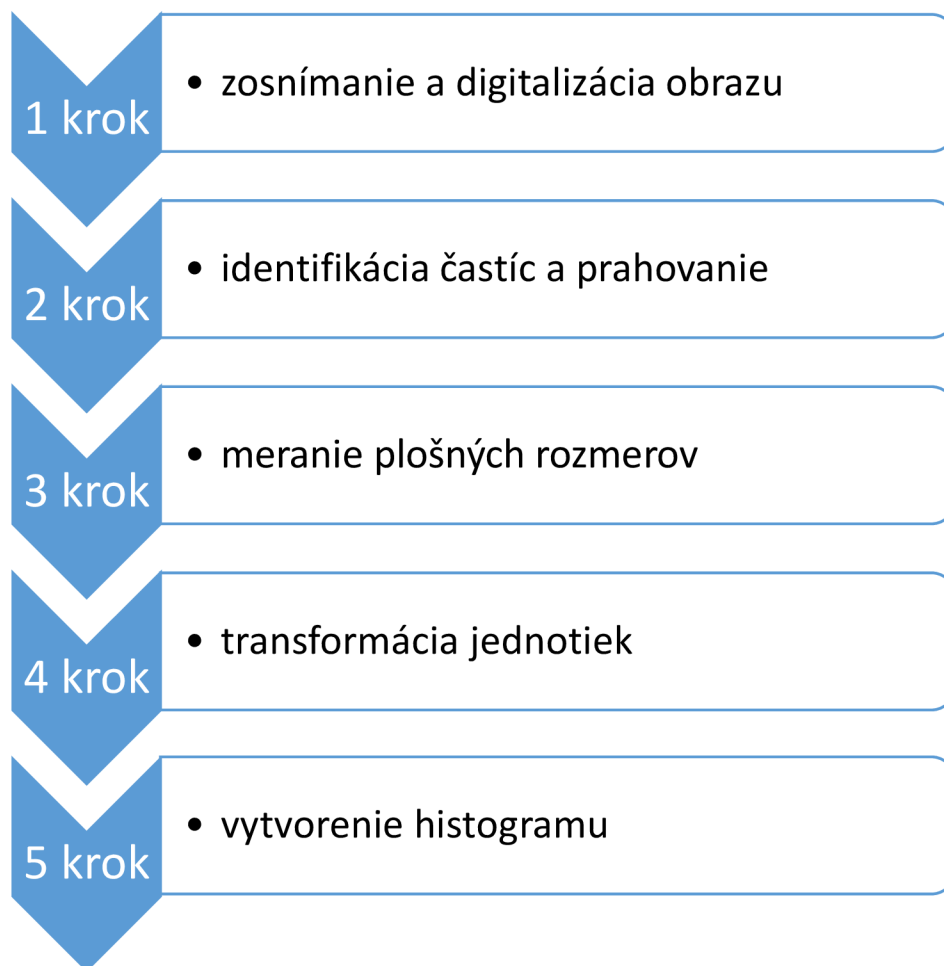 1 krok
• zosnímanie a digitalizácia obrazu
2 krok
• identifikácia častíc a prahovanie
3 krok
• meranie plošných rozmerov
4 krok
• transformácia jednotiek
5 krok
• vytvorenie histogramu